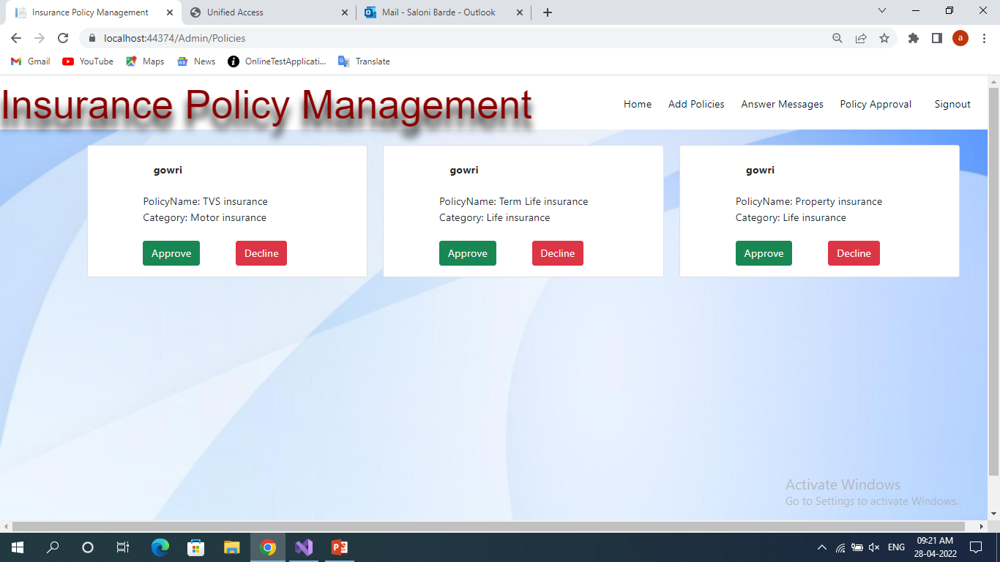 Insurance Policy Management
Unified Access
Mail - Saloni Barde - Outlook
localhost:44374/Admin/Policies
a
Gmail
YouTube
Maps
News
OnlineTestApplicati...
Translate
Insurance Policy Management
Home
Add Policies
Answer Messages
Policy Approval
Signout
gowri
PolicyName: TVS insurance
Category: Motor insurance
Approve
Decline
gowri
PolicyName: Term Life insurance
Category: Life insurance
Approve
Decline
gowri
PolicyName: Property insurance
Category: Life insurance
Approve
Decline
Activate Windows
Go to Settings to activate Windows.
ENG
09:21 AM
28-04-2022